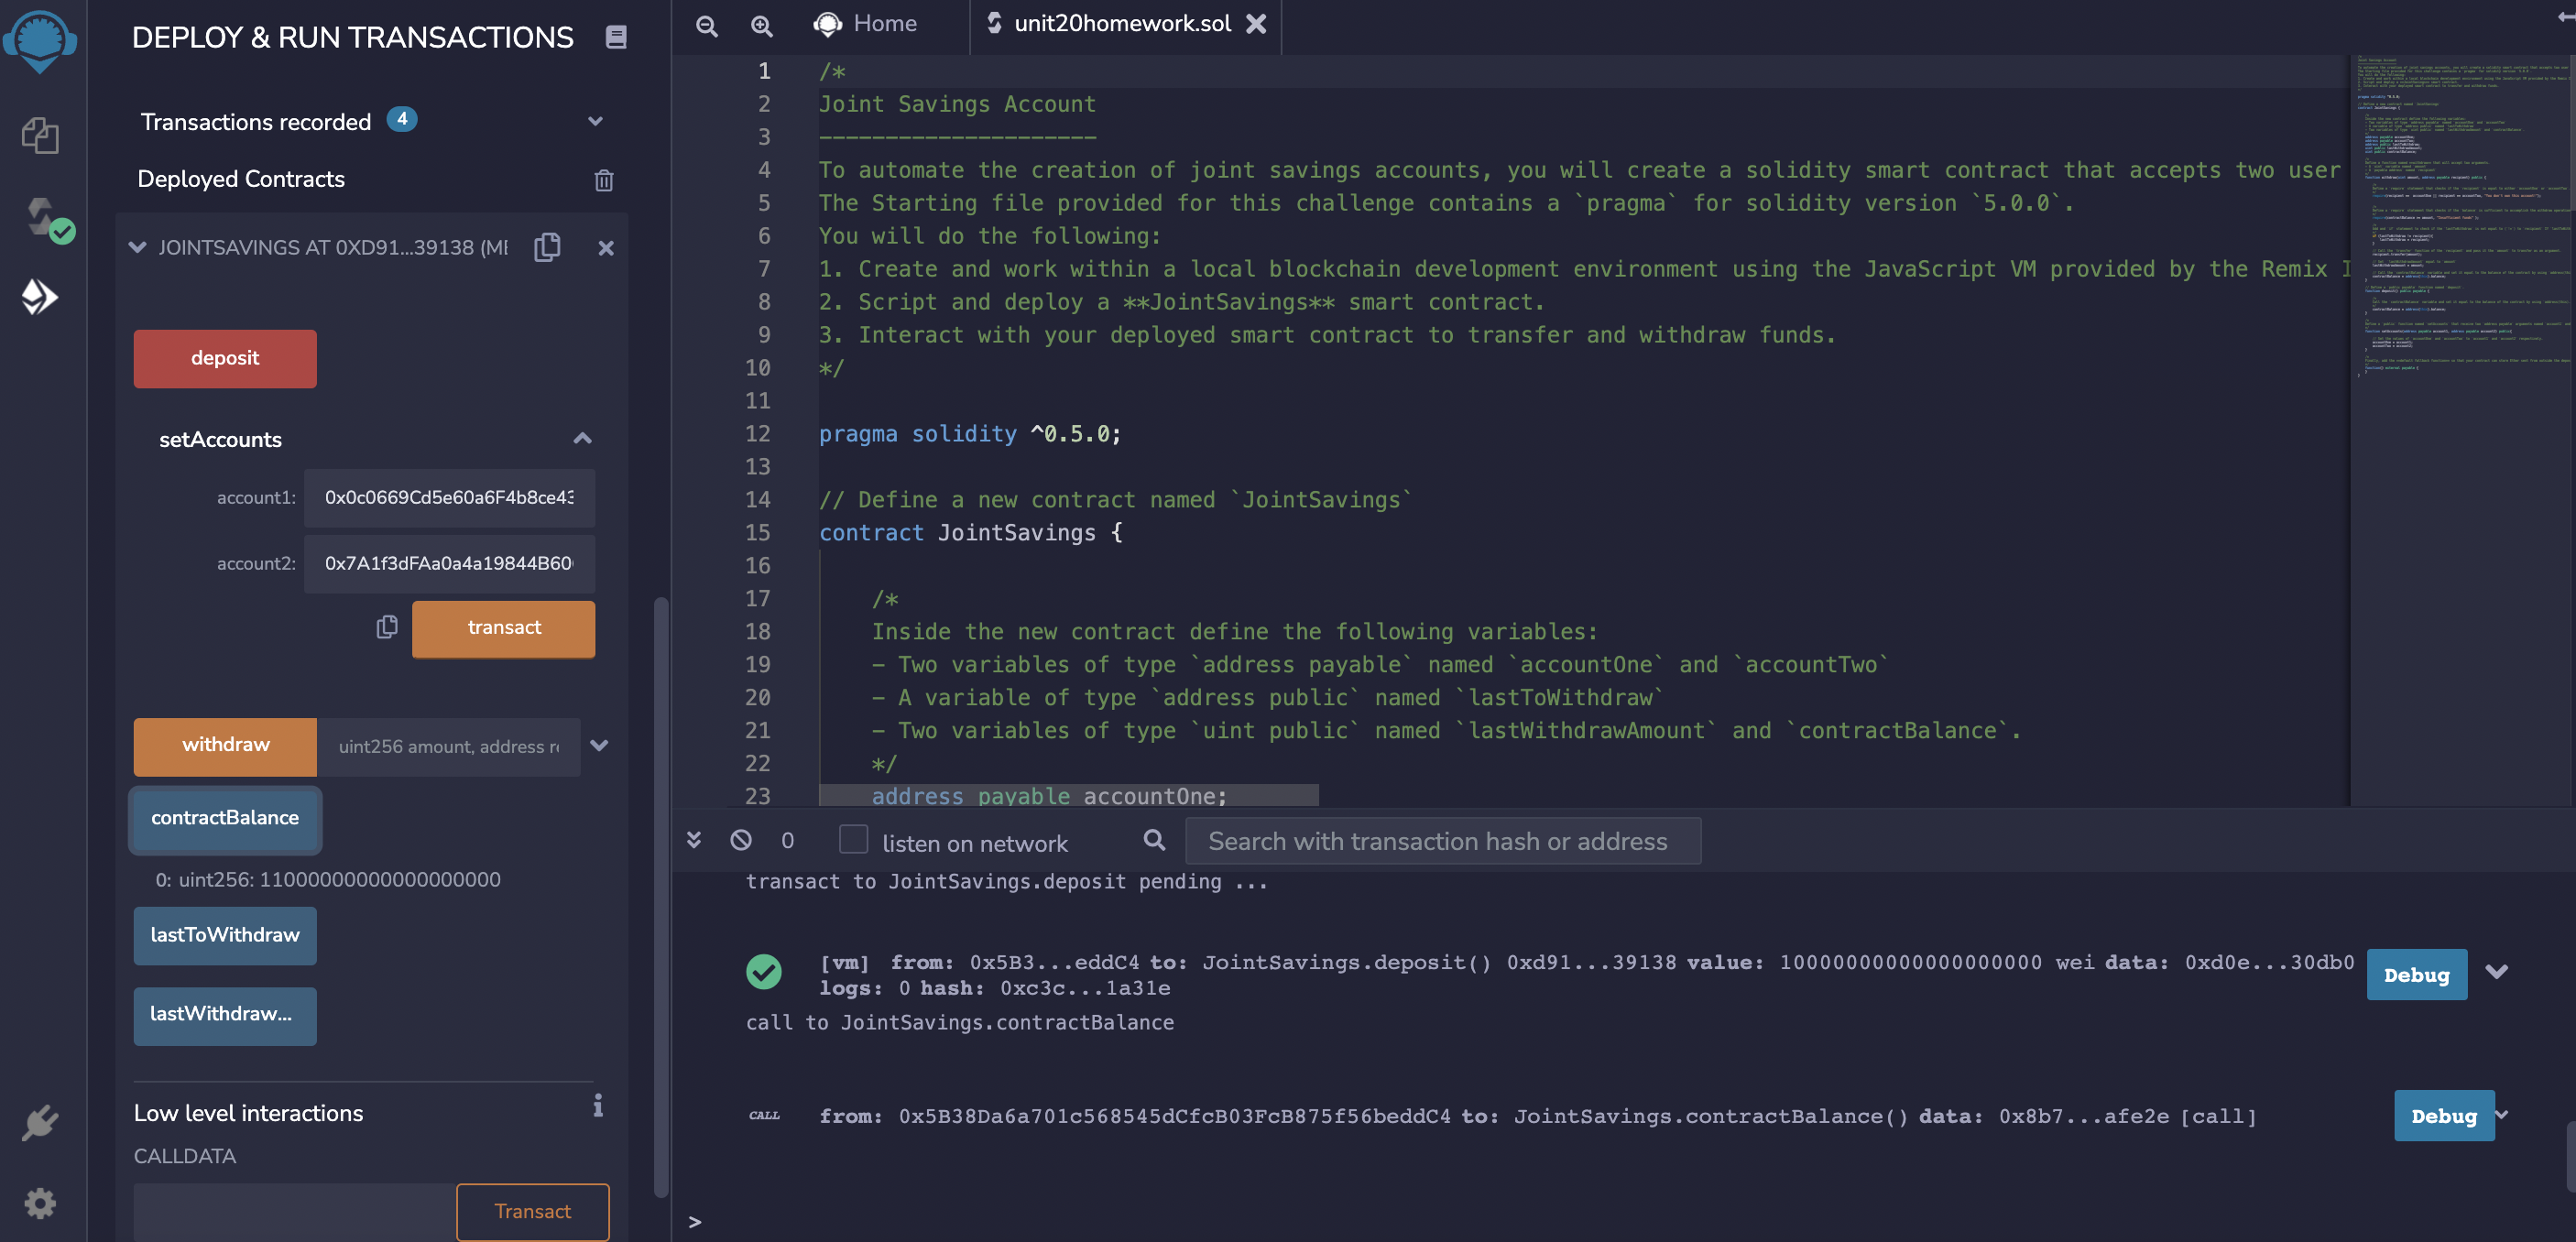 DEPLOY & RUN TRANSACTIONS
Transactions recorded 4
Deployed Contracts
JOINTSAVINGS AT 0XD91...39138 (ME
deposit
setAccounts
account1: 0x0c0669Cd5e60a6F4b8ce43
account2: 0x7A1f3dFAa0a4a19844B60
transact
withdraw uint256 amount, address re
contractBalance
0: uint256: 11000000000000000000
lastToWithdraw
lastWithdraw...
Low level interactions
i
CALLDATA
Transact
Home
unit20homework.sol
1 /*
2 Joint Savings Account
3 ---------------------
4 To automate the creation of joint savings accounts, you will create a solidity smart contract that accepts two user
5 The Starting file provided for this challenge contains a `pragma` for solidity version `5.0.0`.
6 You will do the following:
7 1. Create and work within a local blockchain development environment using the JavaScript VM provided by the Remix I
8 2. Script and deploy a **JointSavings** smart contract.
9 3. Interact with your deployed smart contract to transfer and withdraw funds.
10 */
11
12 pragma solidity ^0.5.0;
13
14 // Define a new contract named `JointSavings`
15 contract JointSavings {
16
17 /*
18 Inside the new contract define the following variables:
19 - Two variables of type `address payable` named `accountOne` and `accountTwo`
20 - A variable of type `address public` named `lastToWithdraw`
21 - Two variables of type `uint public` named `lastWithdrawAmount` and `contractBalance`.
22 */
23 address payable accountOne;
0 listen on network Search with transaction hash or address
transact to JointSavings.deposit pending ...
[vm] from: 0x5B3...eddC4 to: JointSavings.deposit() 0xd91...39138 value: 10000000000000000000 wei data: 0xd0e...30db0
logs: 0 hash: 0xc3c...1a31e
Debug
call to JointSavings.contractBalance
CALL from: 0x5B38Da6a701c568545dCfcB03FcB875f56beddC4 to: JointSavings.contractBalance() data: 0x8b7...afe2e [call]
Debug
>